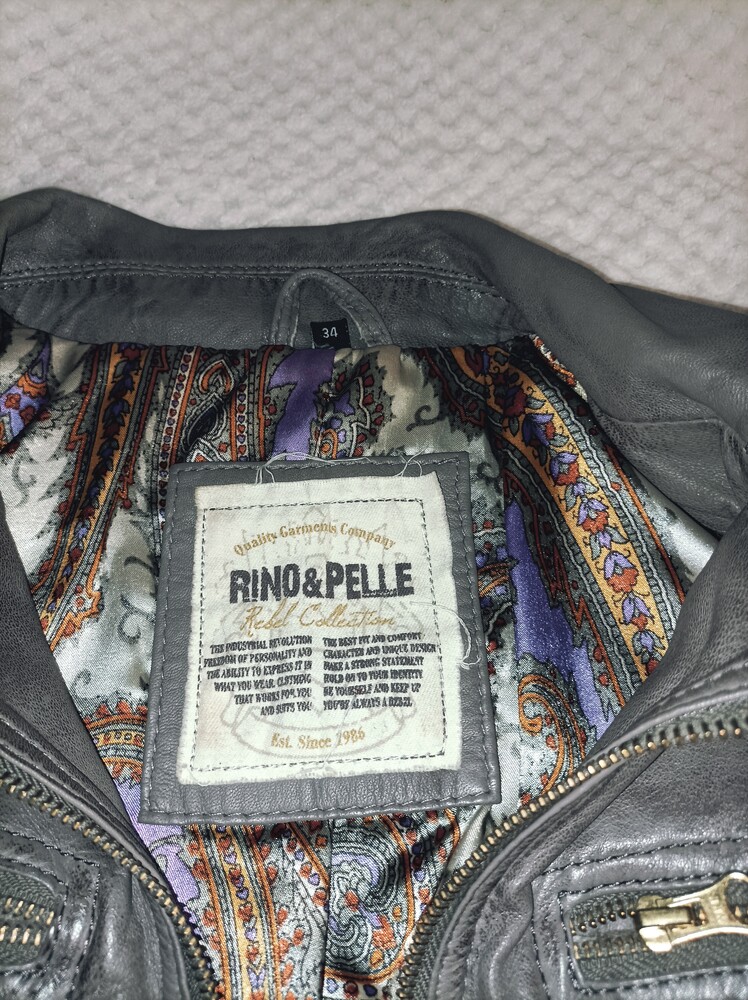 34
Quality Garments Company
RINO&PELLE
Rebel Collection
THE INDUSTRIAL REVOLUTION
FREEDOM OF PERSONALITY AND
THE ABILITY TO EXPRESS IT IN
WHAT YOU WEAR. CLOTHING
THAT WORKS FOR YOU
AND SUITS YOU
THE BEST FIT AND COMFORT
CHARACTER AND UNIQUE DESIGN
MAKE A STRONG STATEMENT
HOLD ON TO YOUR IDENTITY
BE YOURSELF AND KEEP UP
YOU'RE ALWAYS A REBEL
Est. Since 1986